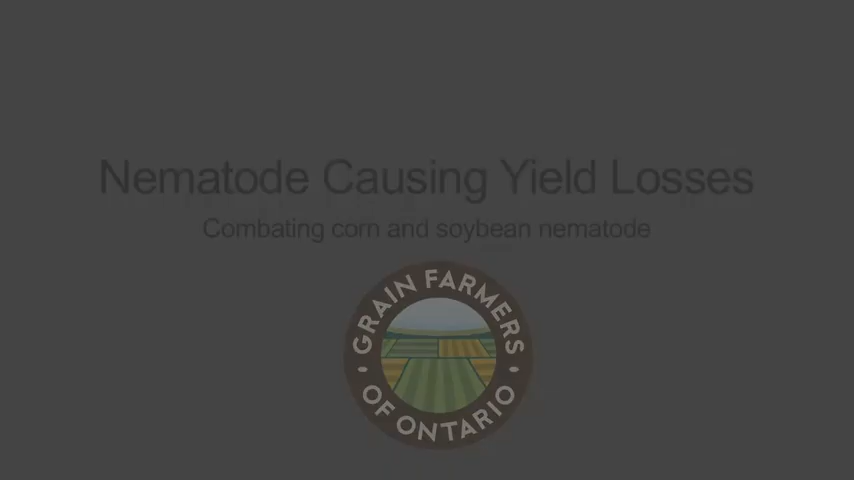 Nematode Causing Yield Losses
Combating corn and soybean nematode
GRAIN FARMERS
OF ONTARIO